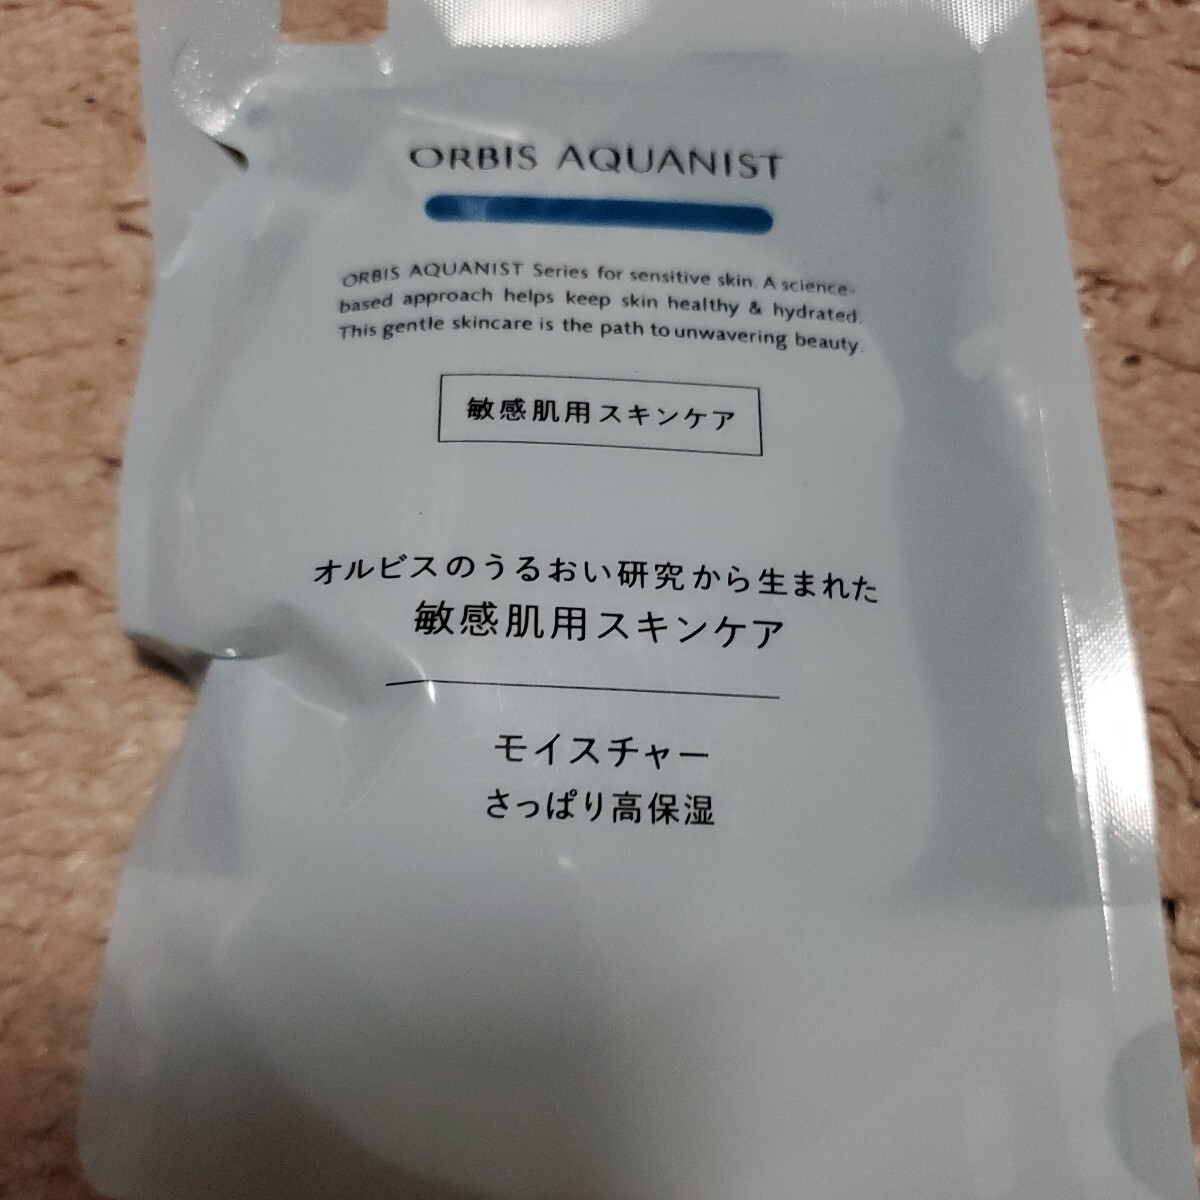 ORBIS AQUANIST
ORBIS AQUANIST Series for sensitive skin. A science-
based approach helps keep skin healthy & hydrated.
This gentle skincare is the path to unwavering beauty.
敏感肌用スキンケア
オルビスのうるおい研究から生まれた
敏感肌用スキンケア
モイスチャー
さっぱり高保湿